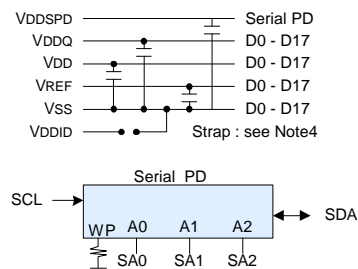 VDDSPD Serial PD
VDDQ D0 - D17
VDD D0 - D17
VREF D0 - D17
VSS D0 - D17
VDDID Strap : see Note4
Serial PD
SCL SDA
WP A0 A1 A2
SA0 SA1 SA2